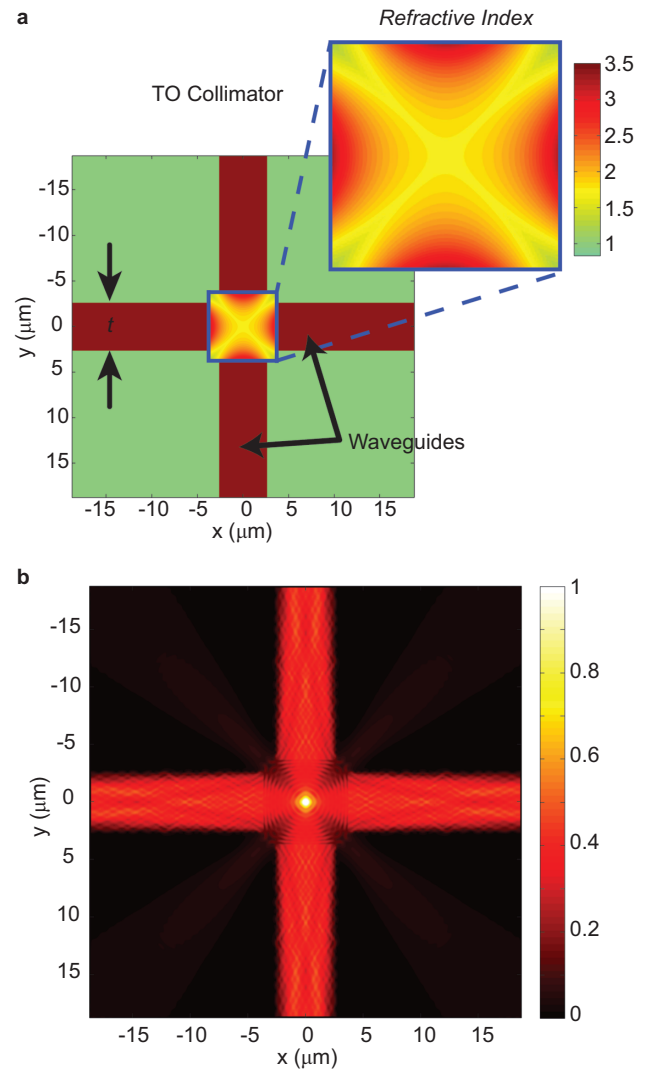 a
Refractive Index
TO Collimator
3.5
3
2.5
2
1.5
1
-15
-10
-5
0
5
10
15
y (μm)
t
Waveguides
-15 -10 -5 0 5 10 15
x (μm)
b
-15
-10
-5
0
5
10
15
y (μm)
1
0.8
0.6
0.4
0.2
0
-15 -10 -5 0 5 10 15
x (μm)